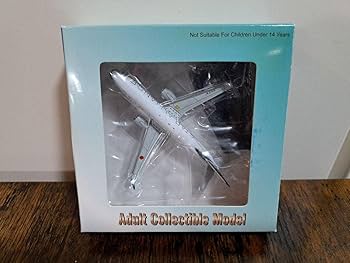 Not Suitable For Children Under 14 Years
Adult Collectible Model